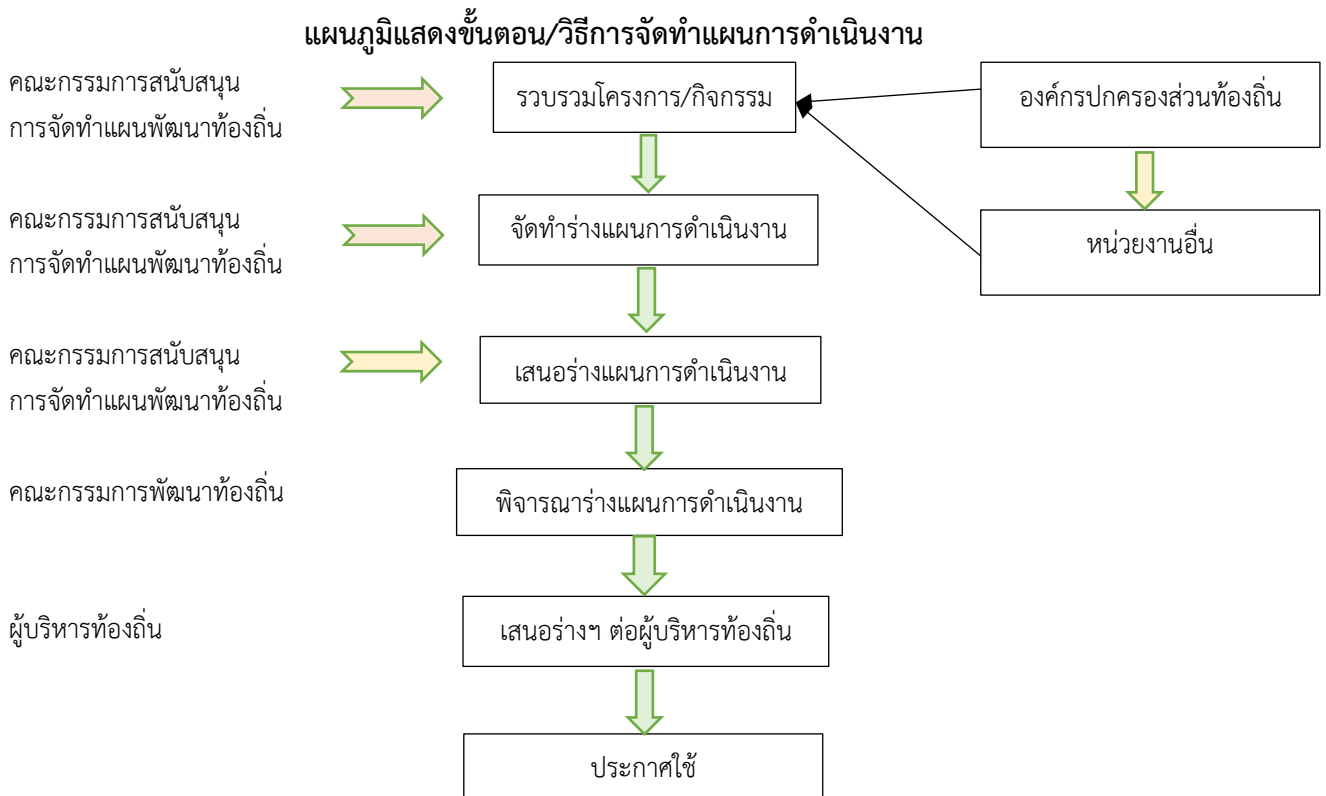 แผนภูมิแสดงขั้นตอน/วิธีการจัดทำแผนการดำเนินงาน
คณะกรรมการสนับสนุน
การจัดทำแผนพัฒนาท้องถิ่น
รวบรวมโครงการ/กิจกรรม
องค์กรปกครองส่วนท้องถิ่น
คณะกรรมการสนับสนุน
การจัดทำแผนพัฒนาท้องถิ่น
จัดทำร่างแผนการดำเนินงาน
หน่วยงานอื่น
คณะกรรมการสนับสนุน
การจัดทำแผนพัฒนาท้องถิ่น
เสนอร่างแผนการดำเนินงาน
คณะกรรมการพัฒนาท้องถิ่น
พิจารณาร่างแผนการดำเนินงาน
ผู้บริหารท้องถิ่น
เสนอร่างฯ ต่อผู้บริหารท้องถิ่น
ประกาศใช้